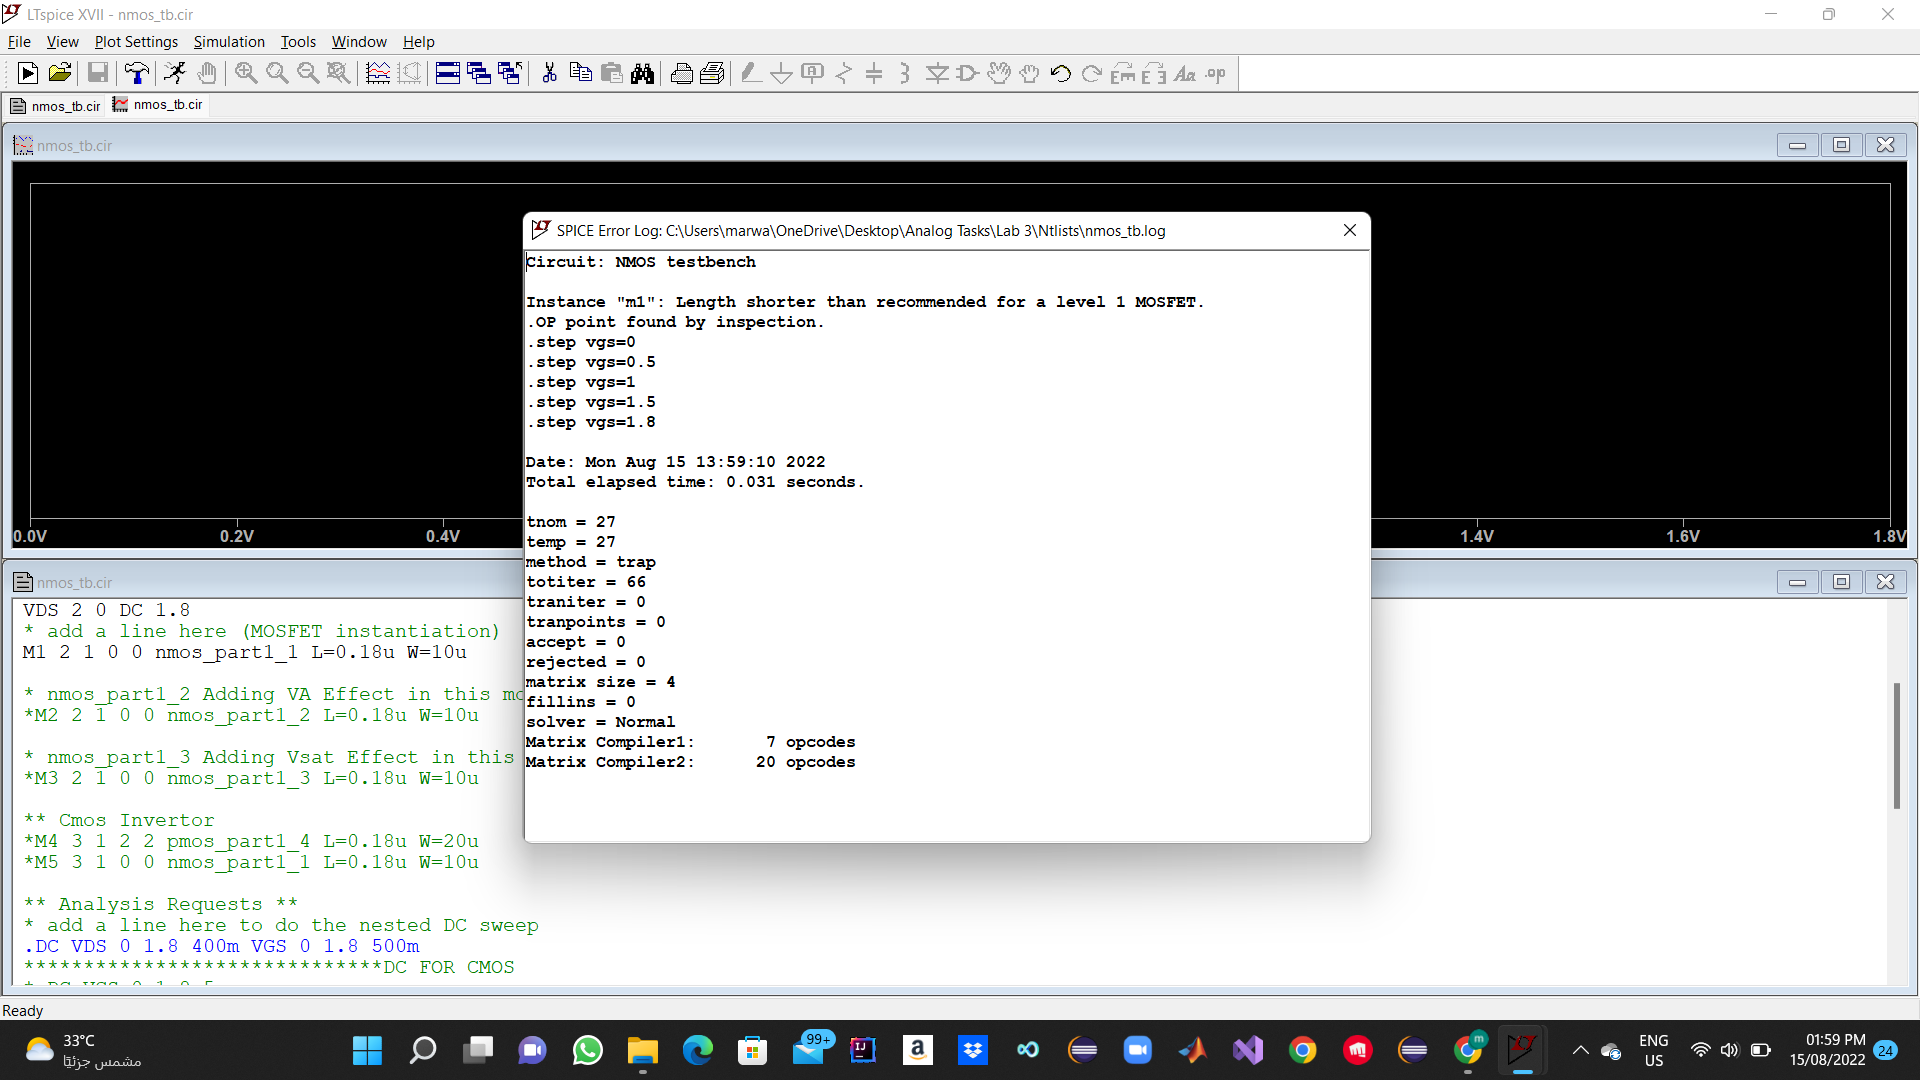 LTspice XVII - nmos_tb.cir
File View Plot Settings Simulation Tools Window Help
nmos_tb.cir nmos_tb.cir
nmos_tb.cir
0.0V 0.2V 0.4V 1.4V 1.6V 1.8V
SPICE Error Log: C:\Users\marwa\OneDrive\Desktop\Analog Tasks\Lab 3\Ntlists\nmos_tb.log
Circuit: NMOS testbench
Instance "m1": Length shorter than recommended for a level 1 MOSFET.
.OP point found by inspection.
.step vgs=0
.step vgs=0.5
.step vgs=1
.step vgs=1.5
.step vgs=1.8
Date: Mon Aug 15 13:59:10 2022
Total elapsed time: 0.031 seconds.
tnom = 27
temp = 27
method = trap
totiter = 66
traniter = 0
tranpoints = 0
accept = 0
rejected = 0
matrix size = 4
fillins = 0
solver = Normal
Matrix Compiler1: 7 opcodes
Matrix Compiler2: 20 opcodes
nmos_tb.cir
VDS 2 0 DC 1.8
* add a line here (MOSFET instantiation)
M1 2 1 0 0 nmos_part1_1 L=0.18u W=10u
* nmos_part1_2 Adding VA Effect in this
*M2 2 1 0 0 nmos_part1_2 L=0.18u W=10u
* nmos_part1_3 Adding Vsat Effect in this
*M3 2 1 0 0 nmos_part1_3 L=0.18u W=10u
** Cmos Invertor
*M4 3 1 2 2 pmos_part1_4 L=0.18u W=20u
*M5 3 1 0 0 nmos_part1_1 L=0.18u W=10u
** Analysis Requests **
* add a line here to do the nested DC sweep
.DC VDS 0 1.8 400m VGS 0 1.8 500m
******************************DC FOR CMOS
Ready
33°C
مشمس جزئيًا
99+
ENG
US
01:59 PM
15/08/2022
24